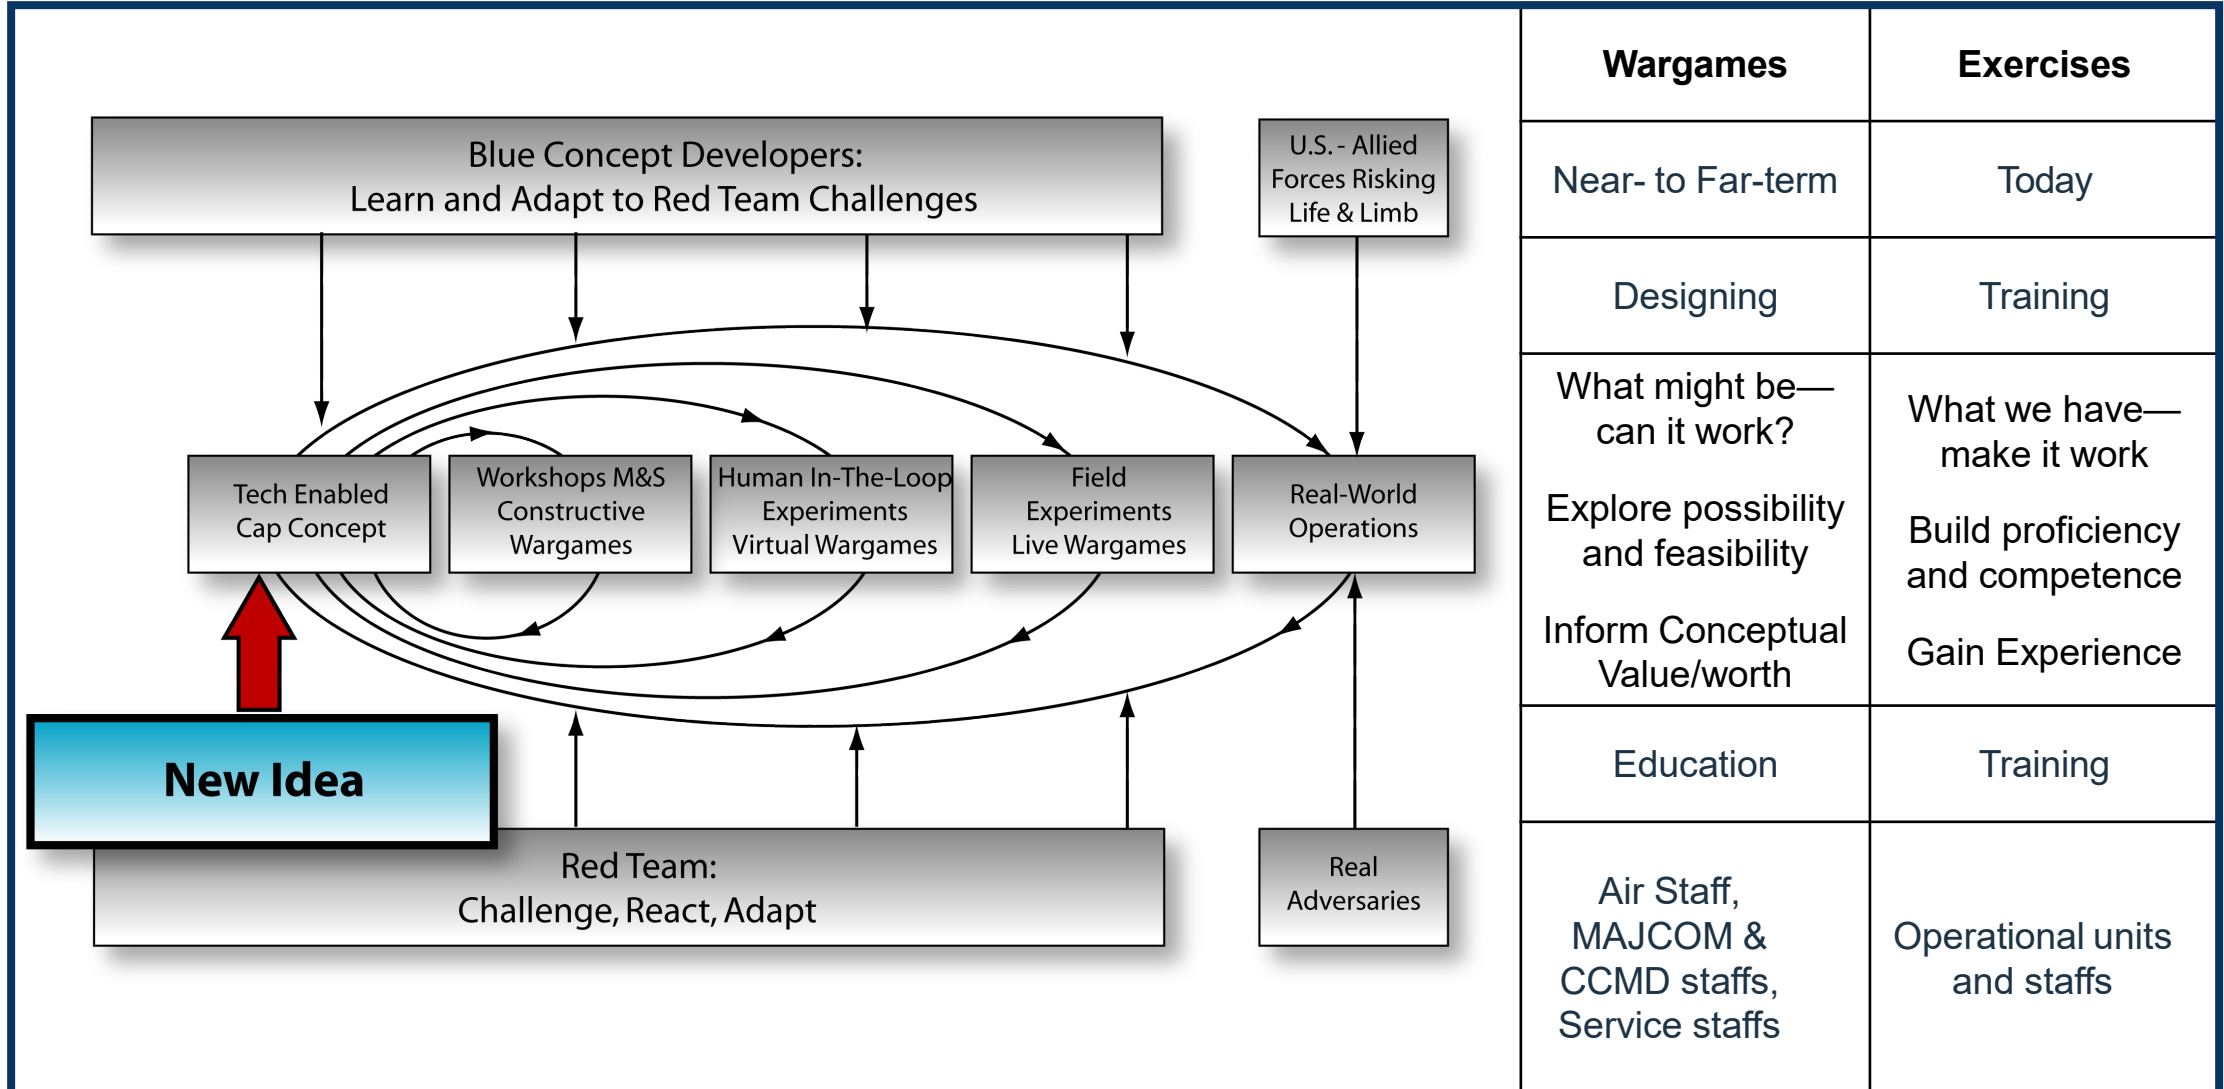 Blue Concept Developers:
Learn and Adapt to Red Team Challenges
U.S. - Allied
Forces Risking
Life & Limb
Tech Enabled
Cap Concept
Workshops M&S
Constructive
Wargames
Human In-The-Loop
Experiments
Virtual Wargames
Field
Experiments
Live Wargames
Real-World
Operations
New Idea
Red Team:
Challenge, React, Adapt
Real
Adversaries
Wargames
Exercises
Near- to Far-term
Today
Designing
Training
What might be—
can it work?
Explore possibility
and feasibility
Inform Conceptual
Value/worth
What we have—
make it work
Build proficiency
and competence
Gain Experience
Education
Training
Air Staff,
MAJCOM &
CCMD staffs,
Service staffs
Operational units
and staffs